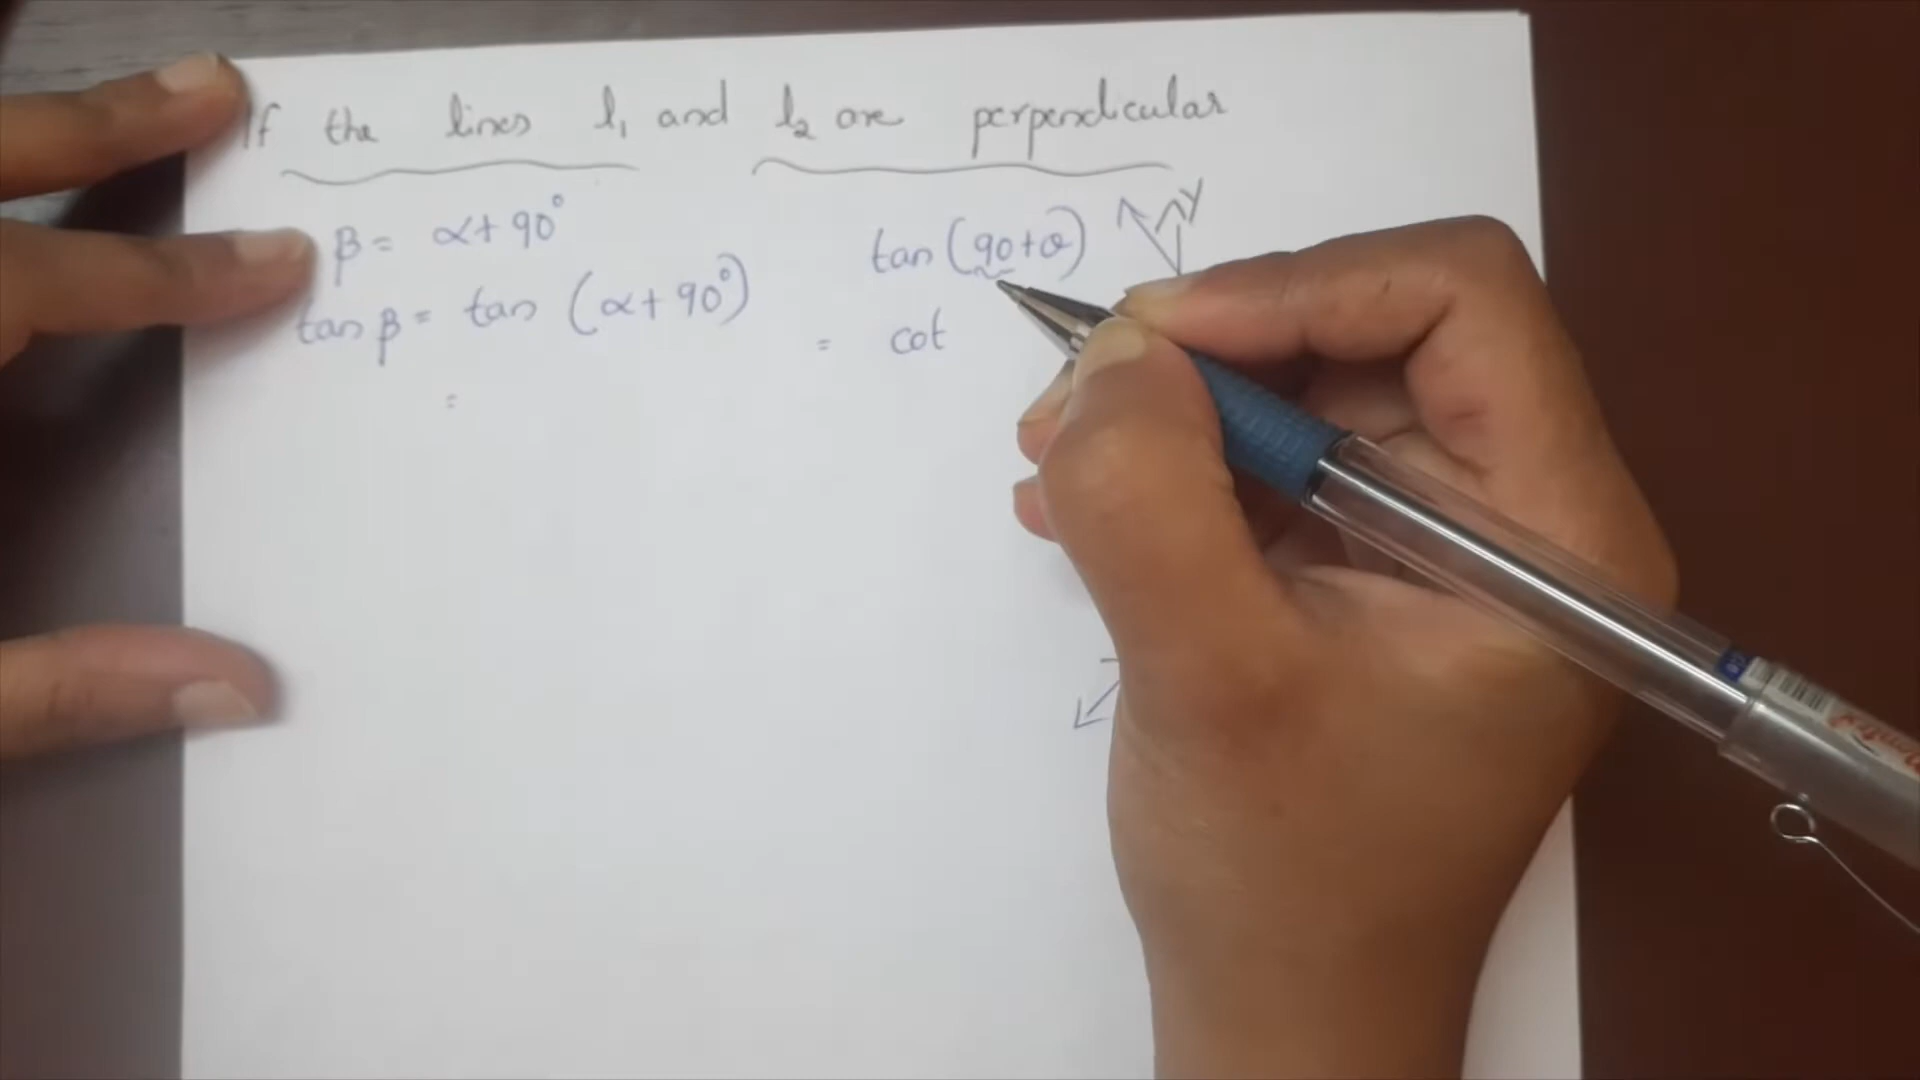 If the lines l₁ and l₂ are perpendicular
β = α + 90°
tan β = tan (α + 90°)
=
tan (90+θ)
= cot
Y